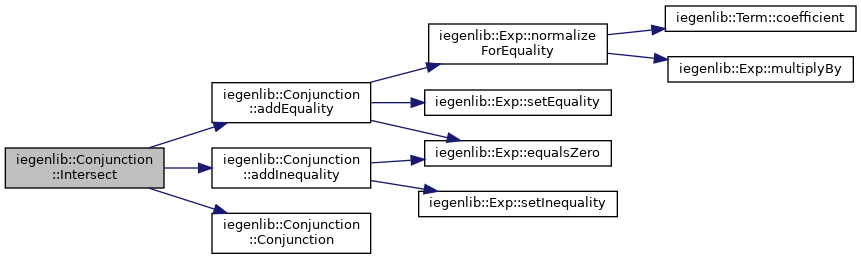 iegenlib::Conjunction
::Intersect
iegenlib::Conjunction
::addEquality
iegenlib::Exp::normalize
ForEquality
iegenlib::Term::coefficient
iegenlib::Exp::multiplyBy
iegenlib::Exp::setEquality
iegenlib::Exp::equalsZero
iegenlib::Conjunction
::addInequality
iegenlib::Exp::setInequality
iegenlib::Conjunction
::Conjunction